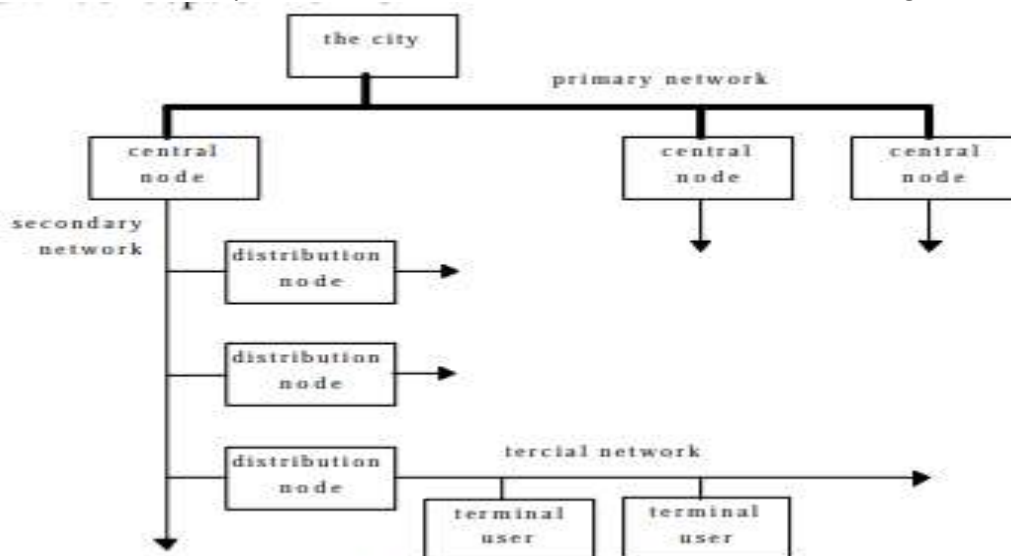 the city
primary network
central
node
central
node
central
node
secondary
network
distribution
node
distribution
node
distribution
node
tercial network
terminal
user
terminal
user